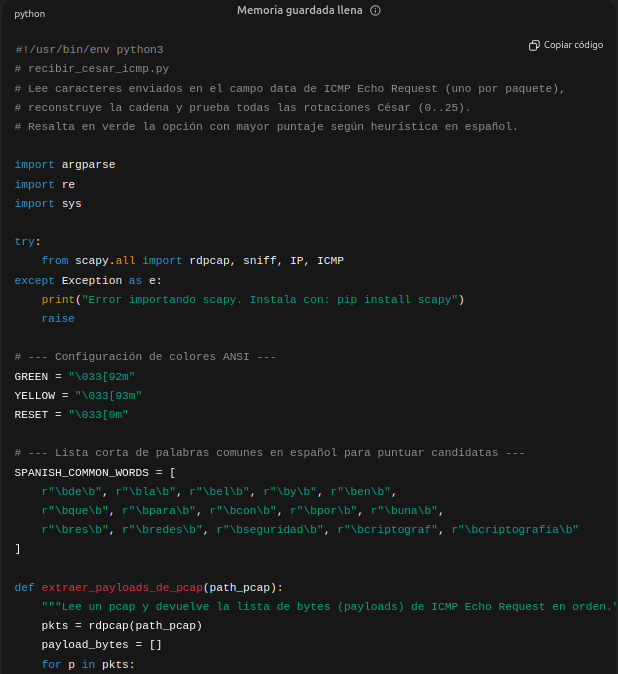 python
Memoria guardada llena
Copiar código
#!/usr/bin/env python3
# recibir_cesar_icmp.py
# Lee caracteres enviados en el campo data de ICMP Echo Request (uno por paquete),
# reconstruye la cadena y prueba todas las rotaciones César (0..25).
# Resalta en verde la opción con mayor puntaje según heurística en español.
import argparse
import re
import sys
try:
    from scapy.all import rdpcap, sniff, IP, ICMP
except Exception as e:
    print("Error importando scapy. Instala con: pip install scapy")
    raise
# --- Configuración de colores ANSI ---
GREEN = "\033[92m"
YELLOW = "\033[93m"
RESET = "\033[0m"
# --- Lista corta de palabras comunes en español para puntuar candidatas ---
SPANISH_COMMON_WORDS = [
    r"\bde\b", r"\bla\b", r"\bel\b", r"\by\b", r"\ben\b",
    r"\bque\b", r"\bpara\b", r"\bcon\b", r"\bpor\b", r"\buna\b",
    r"\bres\b", r"\bredes\b", r"\bseguridad\b", r"\bcriptograf", r"\bcriptografía\b"
]
def extraer_payloads_de_pcap(path_pcap):
    """Lee un pcap y devuelve la lista de bytes (payloads) de ICMP Echo Request en orden."
    pkts = rdpcap(path_pcap)
    payload_bytes = []
    for p in pkts: